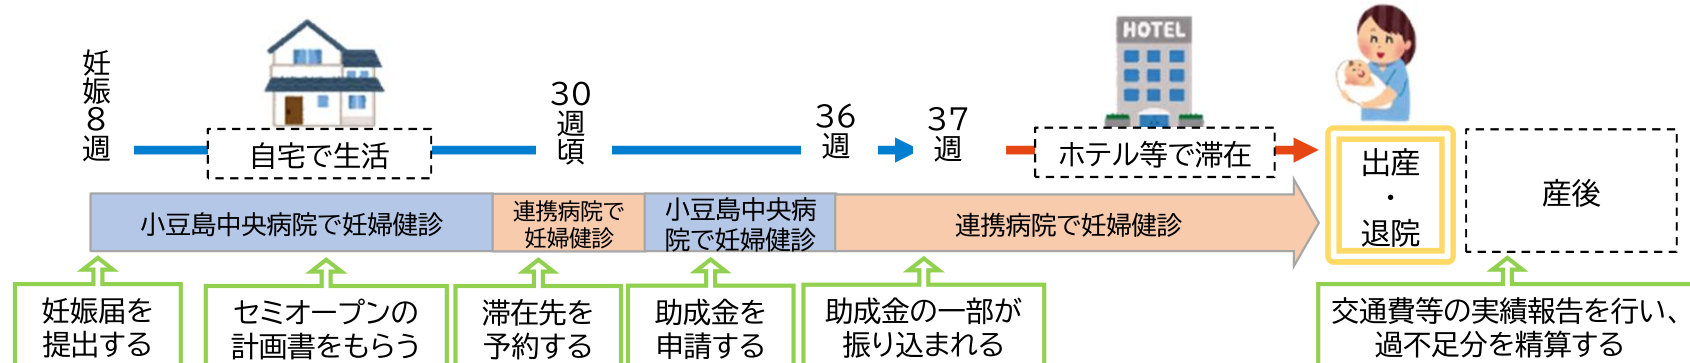 妊娠8週
自宅で生活
30週頃
36週
37週
HOTEL
ホテル等で滞在
出産
・
退院
産後
小豆島中央病院で妊婦健診
連携病院で
妊婦健診
小豆島中央病
院で妊婦健診
連携病院で妊婦健診
妊娠届を
提出する
セミオープンの
計画書をもらう
滞在先を
予約する
助成金を
申請する
助成金の一部が
振り込まれる
交通費等の実績報告を行い、
過不足分を精算する